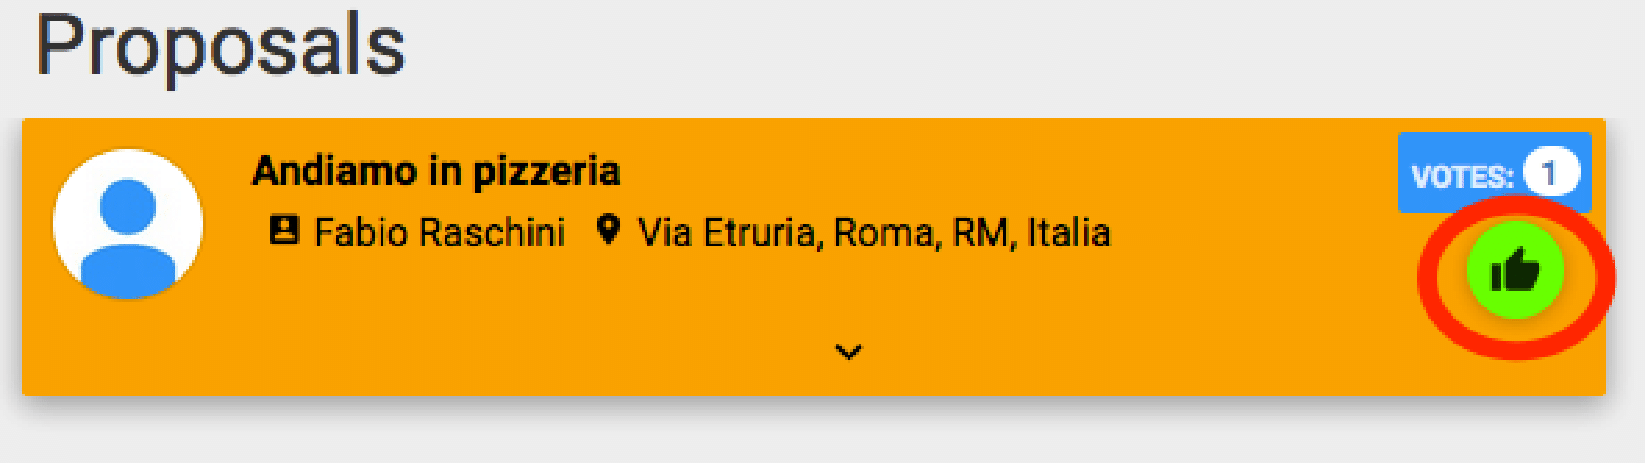 Proposals
Andiamo in pizzeria
VOTES: 1
Fabio Raschini Via Etruria, Roma, RM, Italia